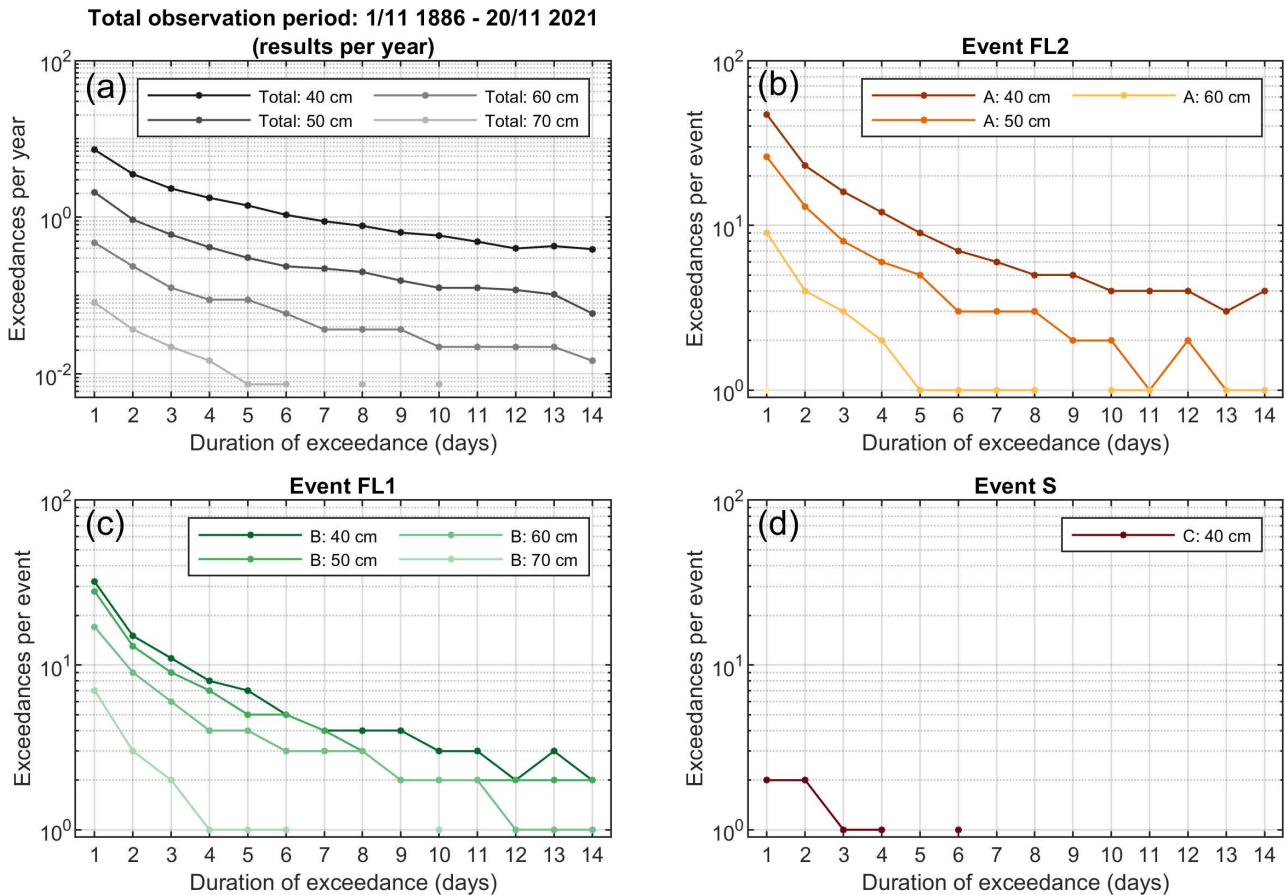 Total observation period: 1/11 1886 - 20/11 2021
(results per year)
(a)
Total: 40 cm
Total: 60 cm
Total: 50 cm
Total: 70 cm
Exceedances per year
10^2
10^0
10^-2
1 2 3 4 5 6 7 8 9 10 11 12 13 14
Duration of exceedance (days)
Event FL2
(b)
A: 40 cm
A: 60 cm
A: 50 cm
Exceedances per event
10^2
10^1
10^0
1 2 3 4 5 6 7 8 9 10 11 12 13 14
Duration of exceedance (days)
Event FL1
(c)
B: 40 cm
B: 60 cm
B: 50 cm
B: 70 cm
Exceedances per event
10^2
10^1
10^0
1 2 3 4 5 6 7 8 9 10 11 12 13 14
Duration of exceedance (days)
Event S
(d)
C: 40 cm
Exceedances per event
10^2
10^1
10^0
1 2 3 4 5 6 7 8 9 10 11 12 13 14
Duration of exceedance (days)